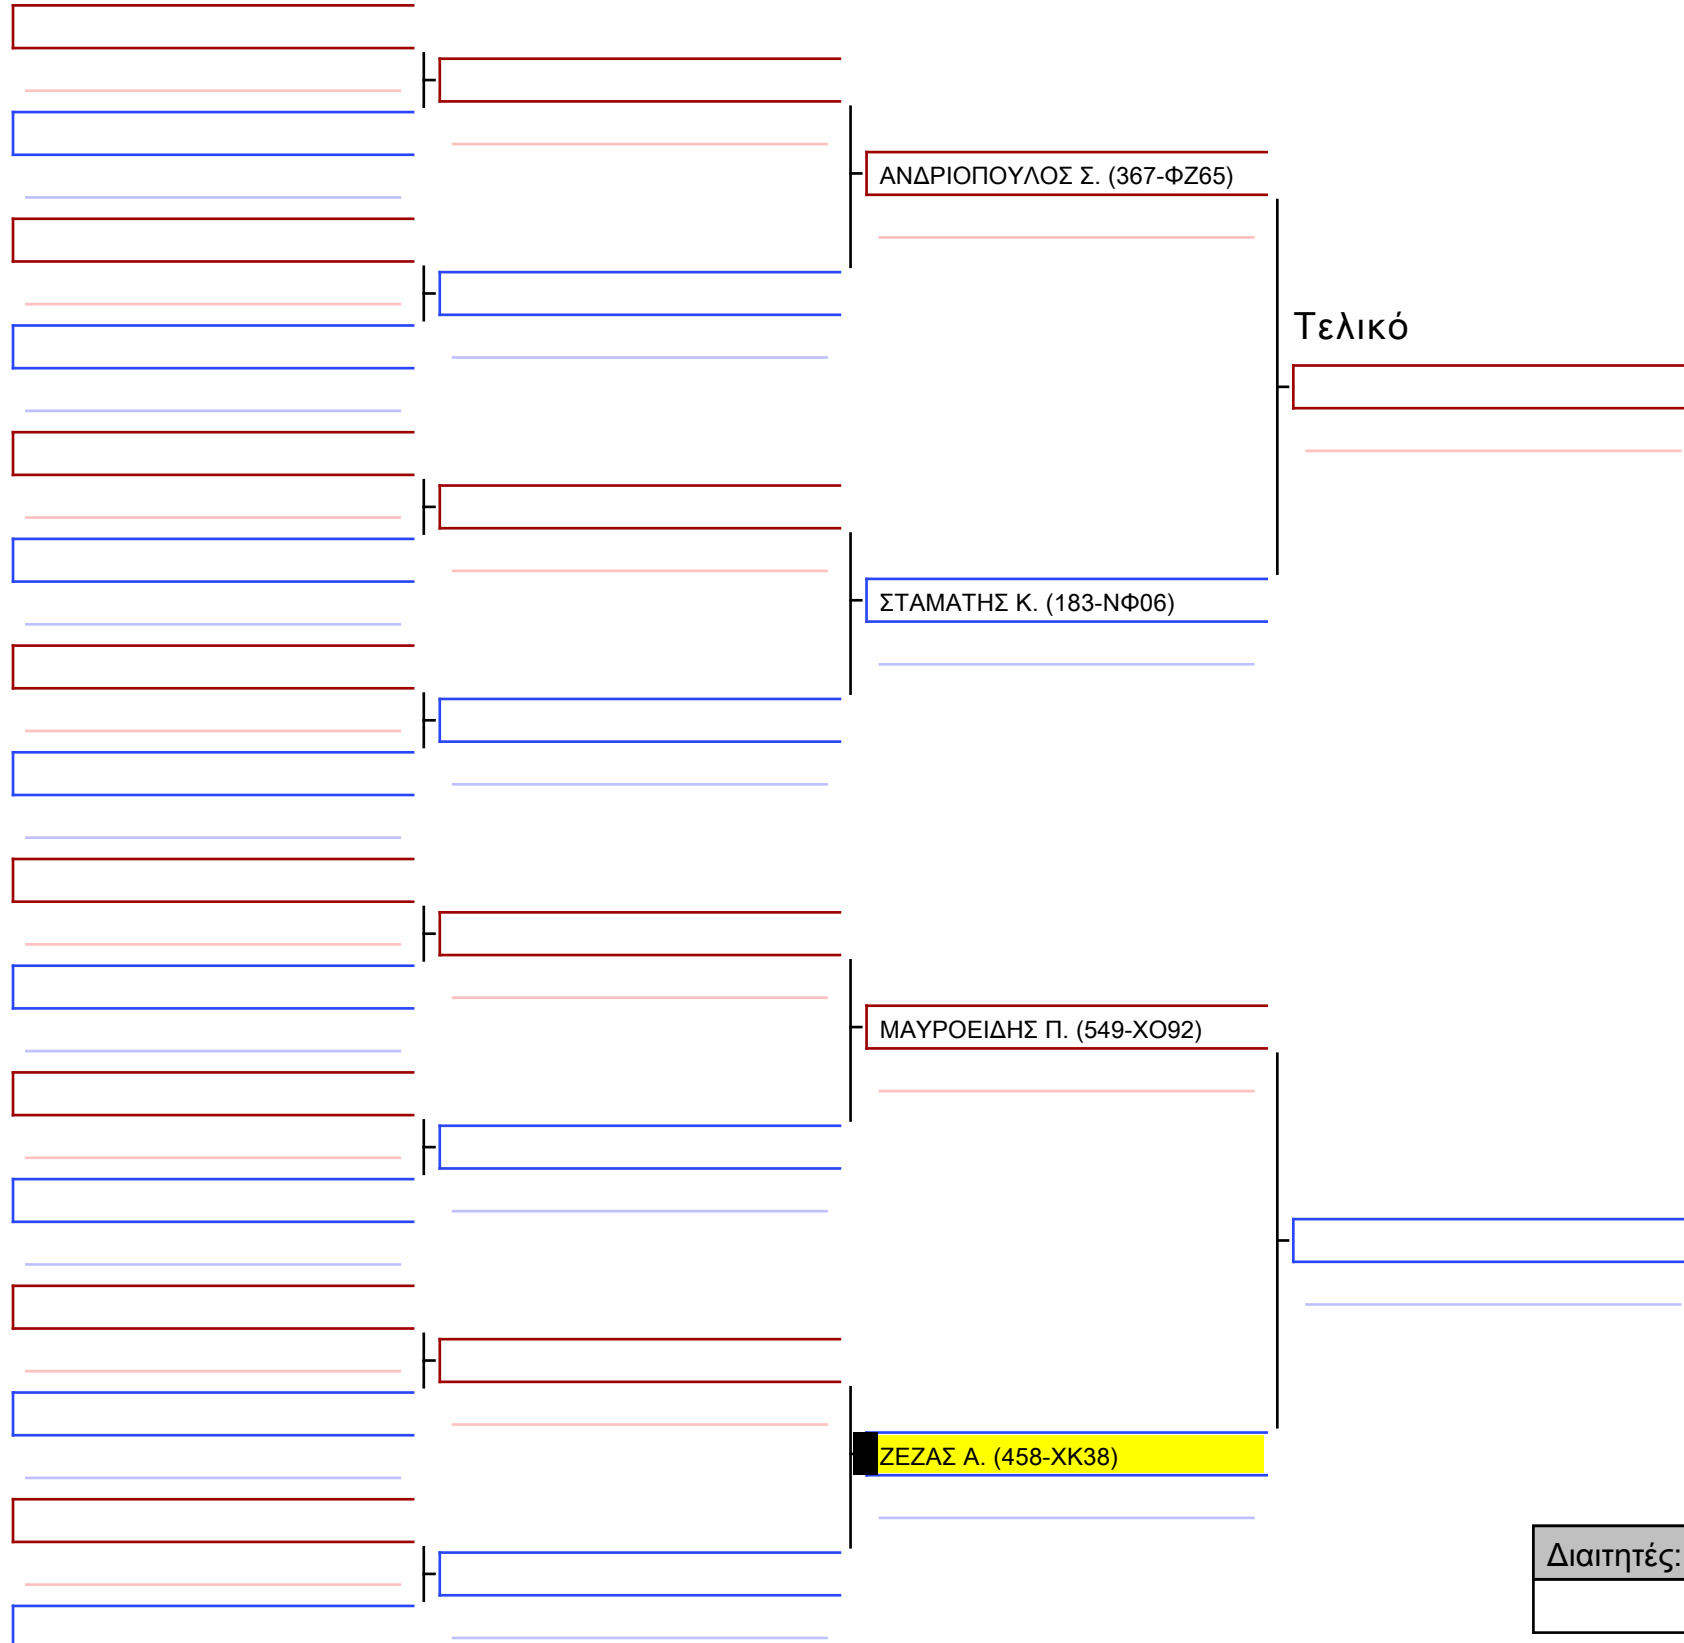 ΑΝΔΡΙΟΠΟΥΛΟΣ Σ. (367-ΦΖ65)
Τελικό
ΣΤΑΜΑΤΗΣ Κ. (183-ΝΦ06)
ΜΑΥΡΟΕΙΔΗΣ Π. (549-ΧΟ92)
ΖΕΖΑΣ Α. (458-ΧΚ38)
Διαιτητές: